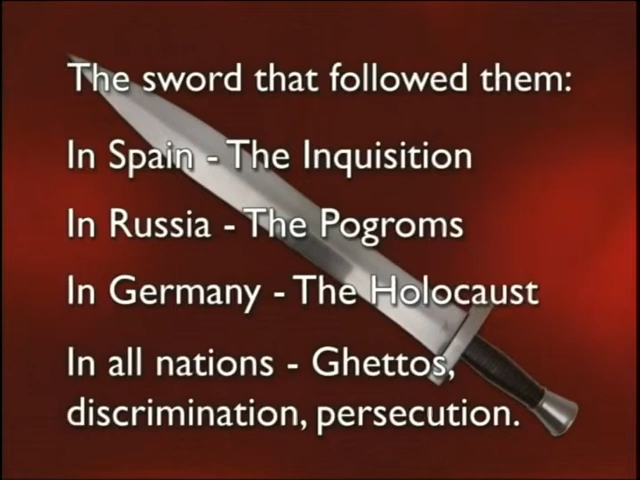 The sword that followed them:
In Spain - The Inquisition
In Russia - The Pogroms
In Germany - The Holocaust
In all nations - Ghettos,
discrimination, persecution.